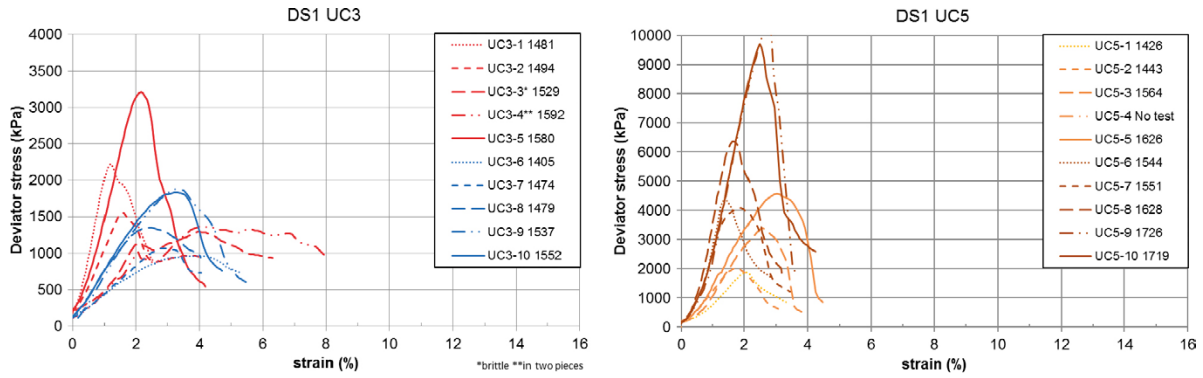 DS1 UC3
4000
3500
3000
2500
2000
1500
1000
500
0
Deviator stress (kPa)
0 2 4 6 8 10 12 14 16
strain (%)
*brittle **in two pieces
UC3-1 1481
UC3-2 1494
UC3-3* 1529
UC3-4** 1592
UC3-5 1580
UC3-6 1405
UC3-7 1474
UC3-8 1479
UC3-9 1537
UC3-10 1552
DS1 UC5
10000
9000
8000
7000
6000
5000
4000
3000
2000
1000
0
Deviator stress (kPa)
0 2 4 6 8 10 12 14 16
strain (%)
UC5-1 1426
UC5-2 1443
UC5-3 1564
UC5-4 No test
UC5-5 1626
UC5-6 1544
UC5-7 1551
UC5-8 1628
UC5-9 1726
UC5-10 1719